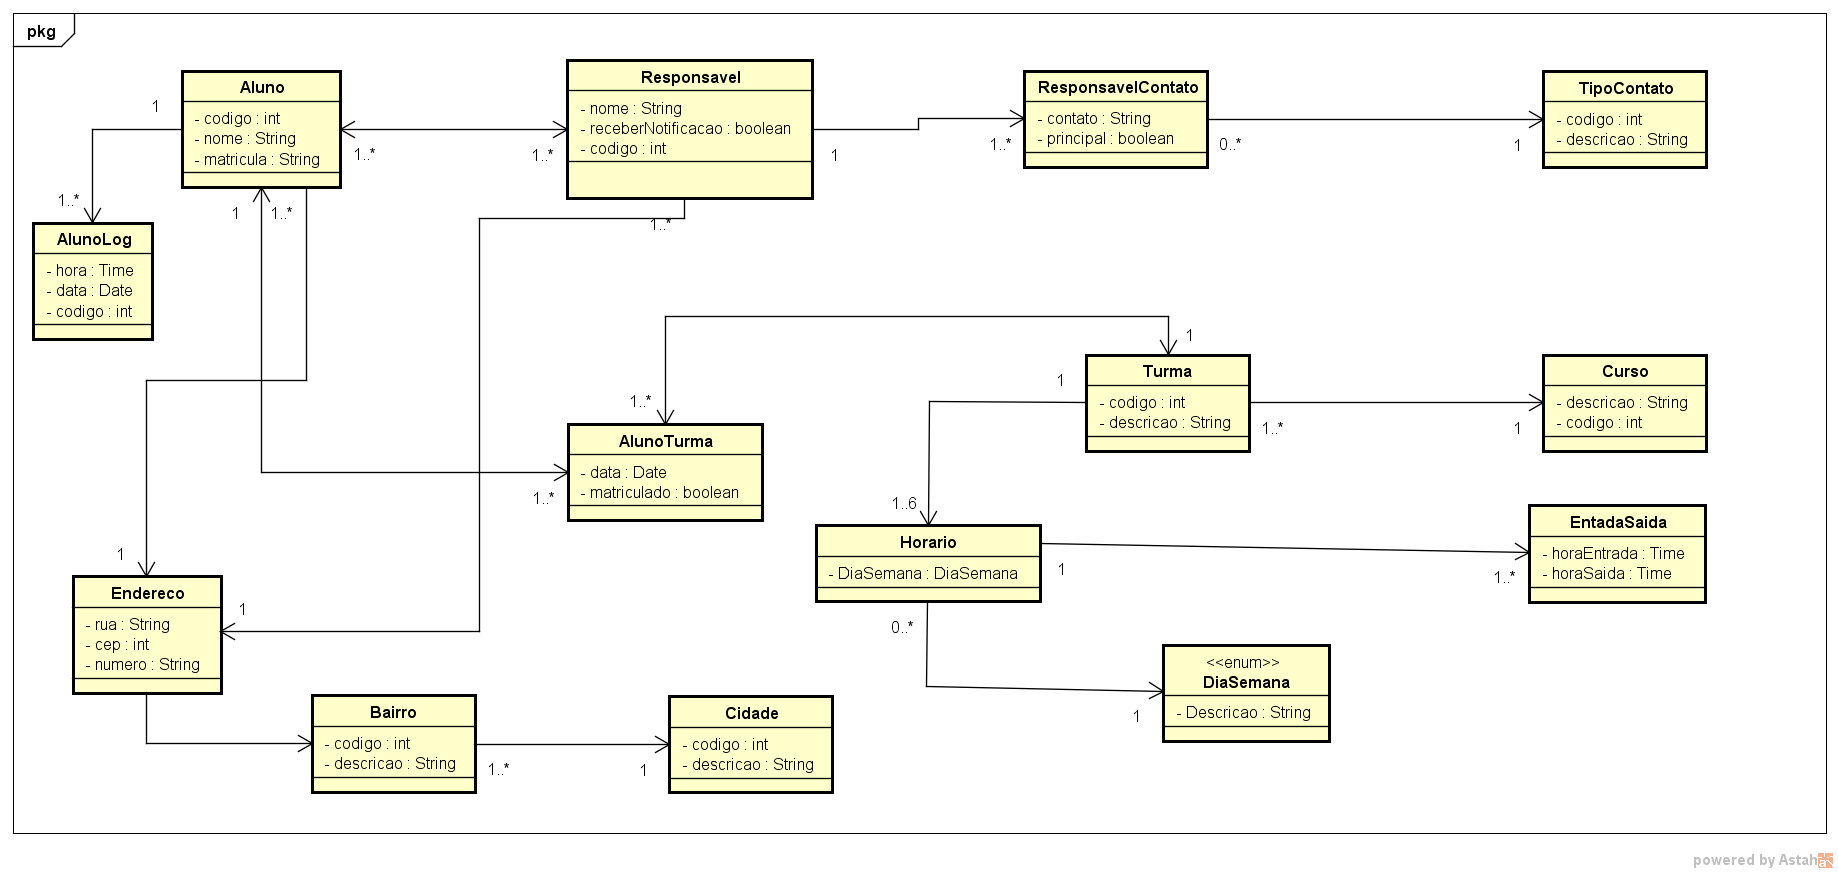 pkg
Aluno
- codigo : int
- nome : String
- matricula : String
1
1..*
1
1..*
1..*
1..*
Responsavel
- nome : String
- receberNotificacao : boolean
- codigo : int
1
1..*
1..*
ResponsavelContato
- contato : String
- principal : boolean
0..*
1
TipoContato
- codigo : int
- descricao : String
AlunoLog
- hora : Time
- data : Date
- codigo : int
1
1..*
AlunoTurma
- data : Date
- matriculado : boolean
1..*
1
Turma
- codigo : int
- descricao : String
1..*
1
Curso
- descricao : String
- codigo : int
1..6
Horario
- DiaSemana : DiaSemana
1
1..*
EntadaSaida
- horaEntrada : Time
- horaSaida : Time
0..*
1
<<enum>>
DiaSemana
- Descricao : String
1
1
Endereco
- rua : String
- cep : int
- numero : String
Bairro
- codigo : int
- descricao : String
1..*
1
Cidade
- codigo : int
- descricao : String
powered by Astah